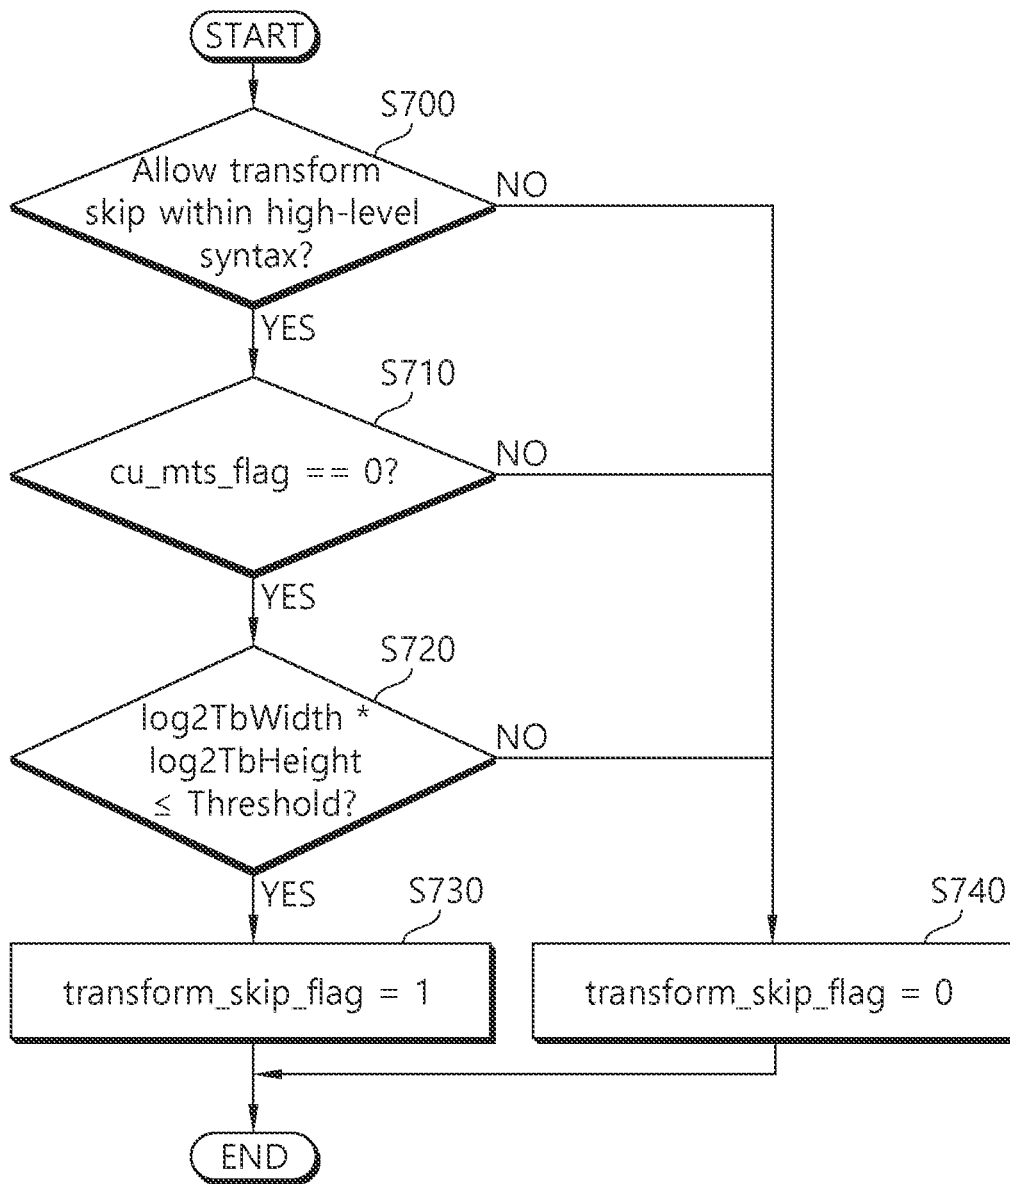 START
S700
Allow transform
skip within high-level
syntax?
NO
YES
S710
cu_mts_flag == 0?
NO
YES
S720
log2TbWidth *
log2TbHeight
≤ Threshold?
NO
YES
S730
S740
transform_skip_flag = 1
transform_skip_flag = 0
END